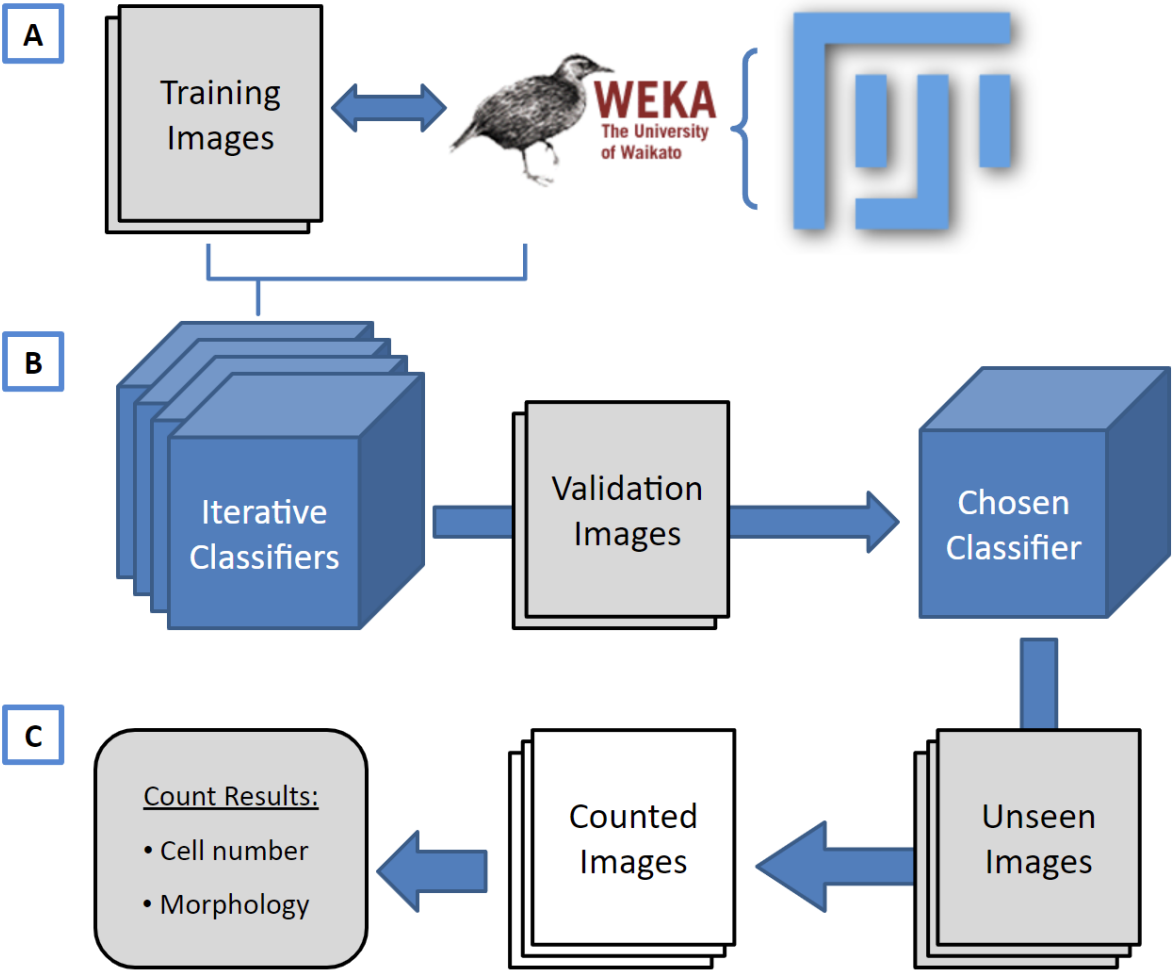 A
Training
Images
WEKA
The University
of Waikato
B
Iterative
Classifiers
Validation
Images
Chosen
Classifier
C
Count Results:
• Cell number
• Morphology
Counted
Images
Unseen
Images